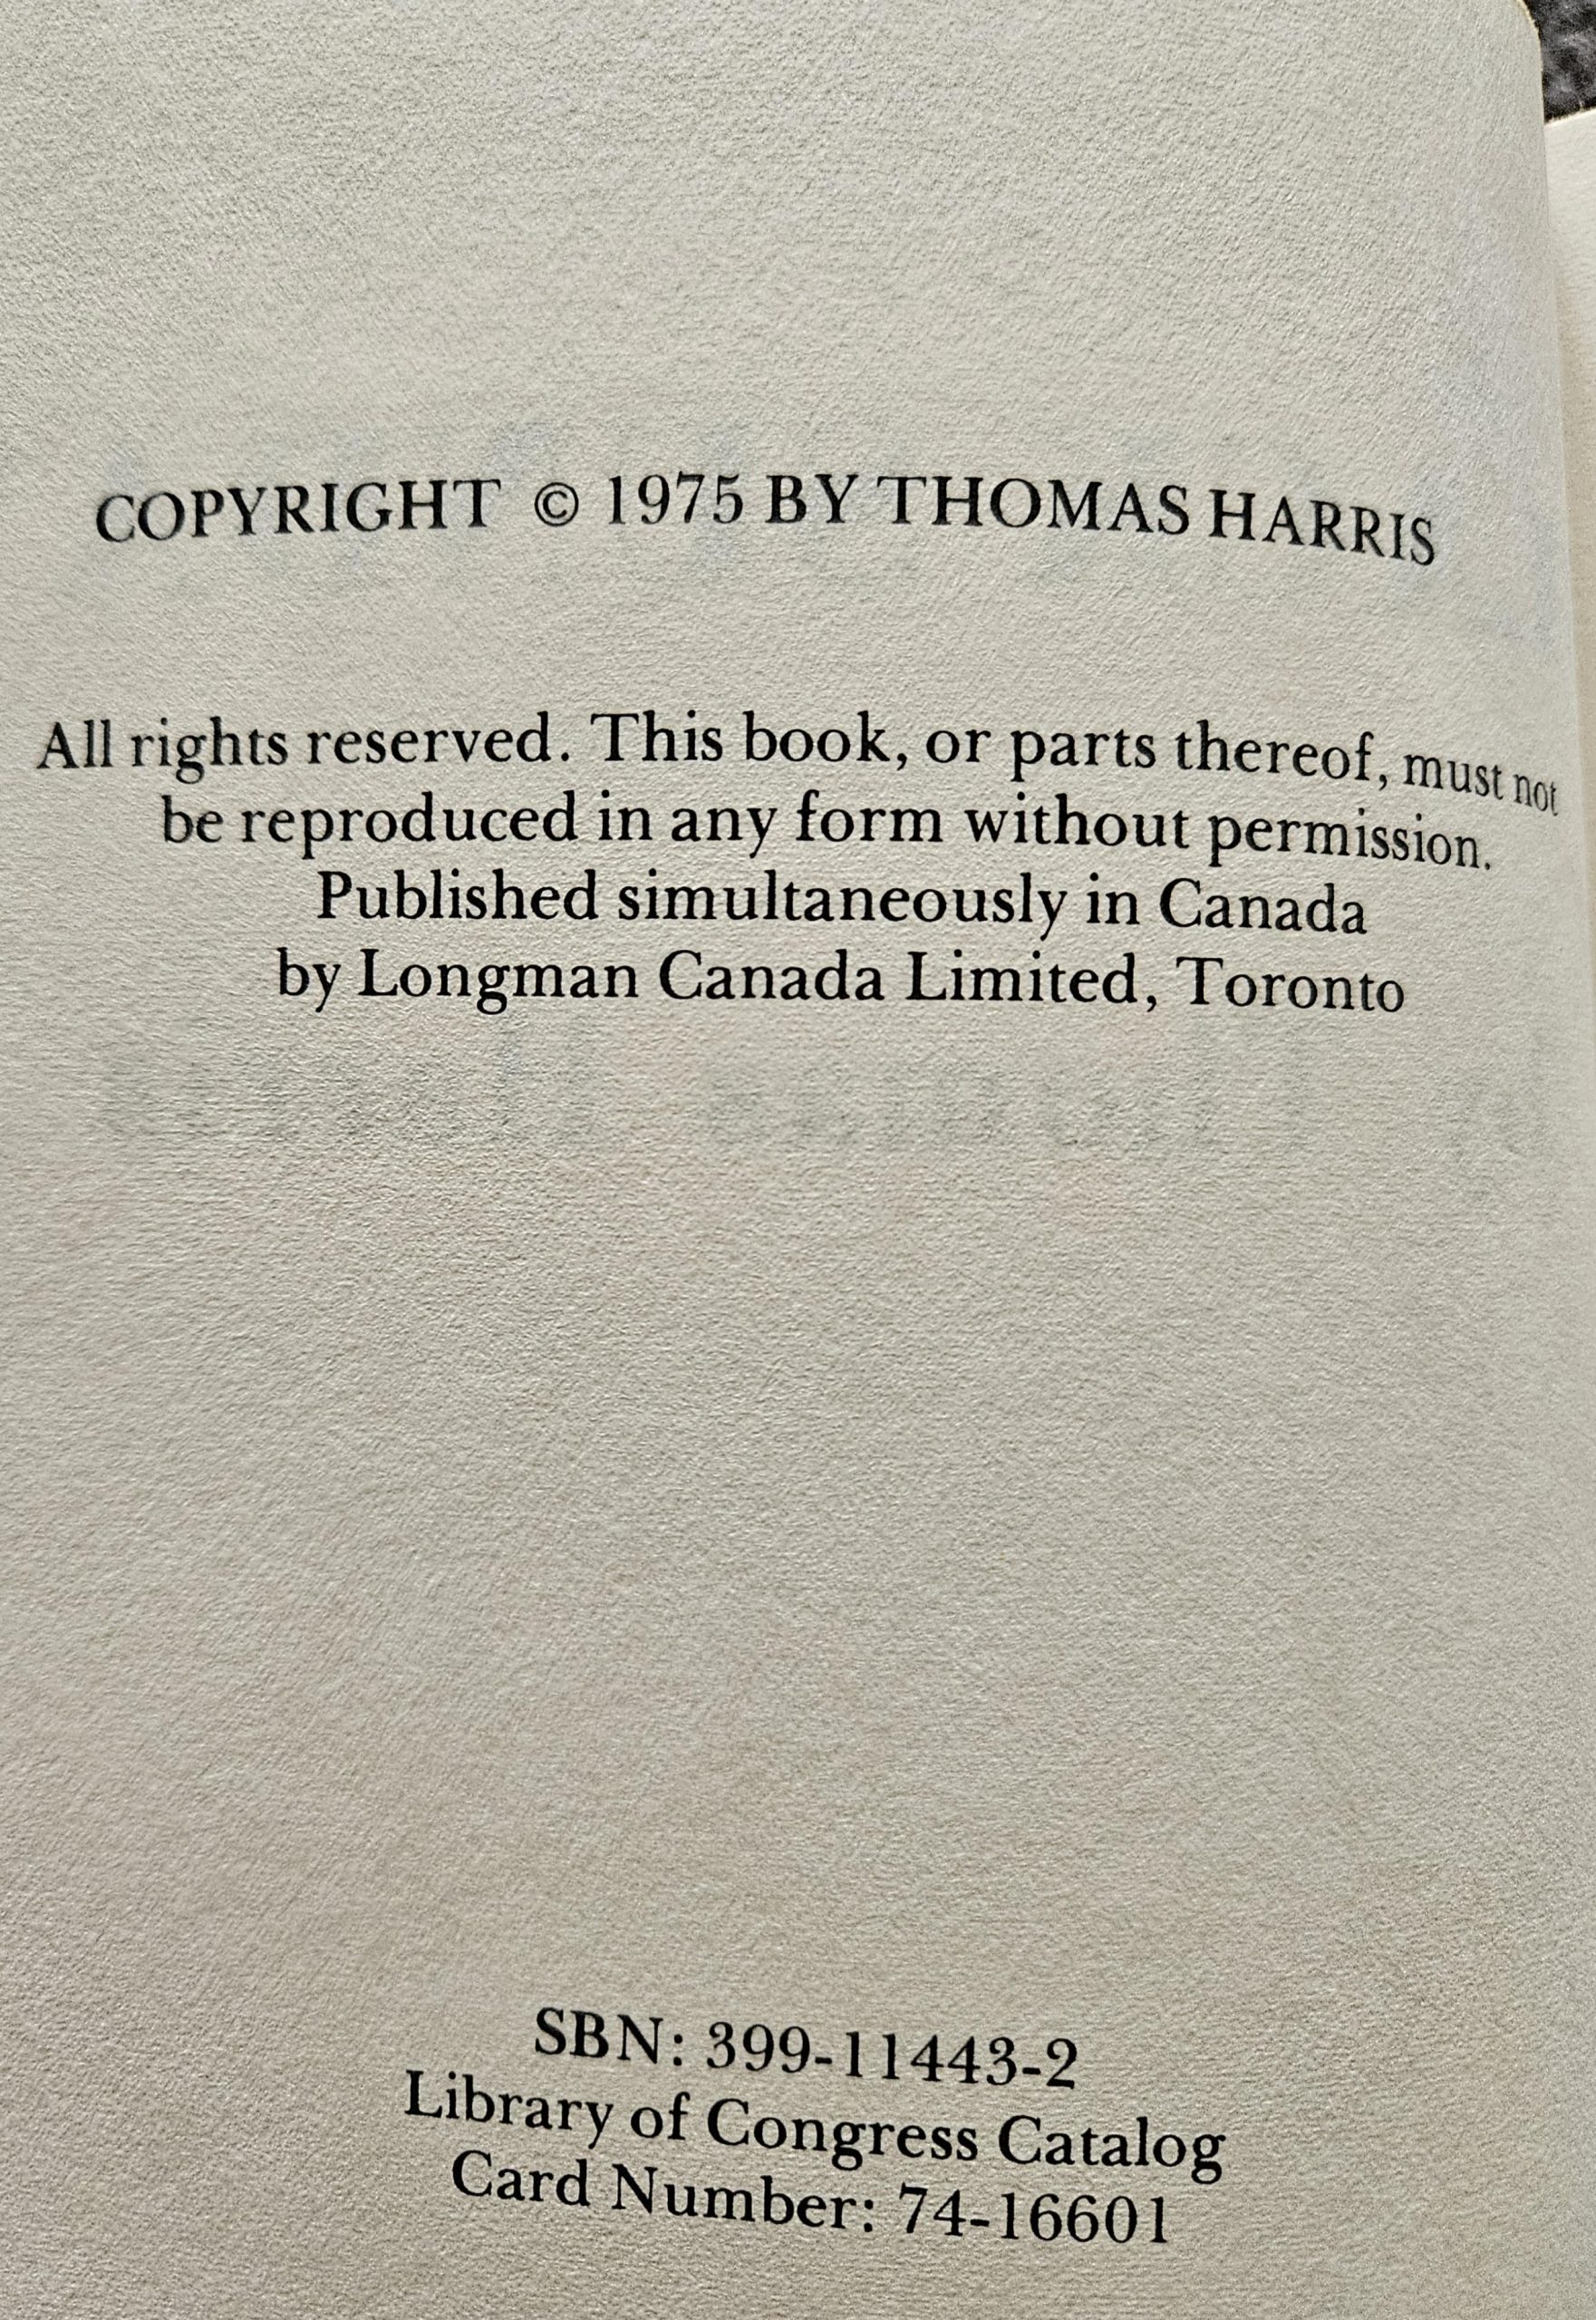 COPYRIGHT © 1975 BY THOMAS HARRIS
All rights reserved. This book, or parts thereof, must not
be reproduced in any form without permission.
Published simultaneously in Canada
by Longman Canada Limited, Toronto
SBN: 399-11443-2
Library of Congress Catalog
Card Number: 74-16601